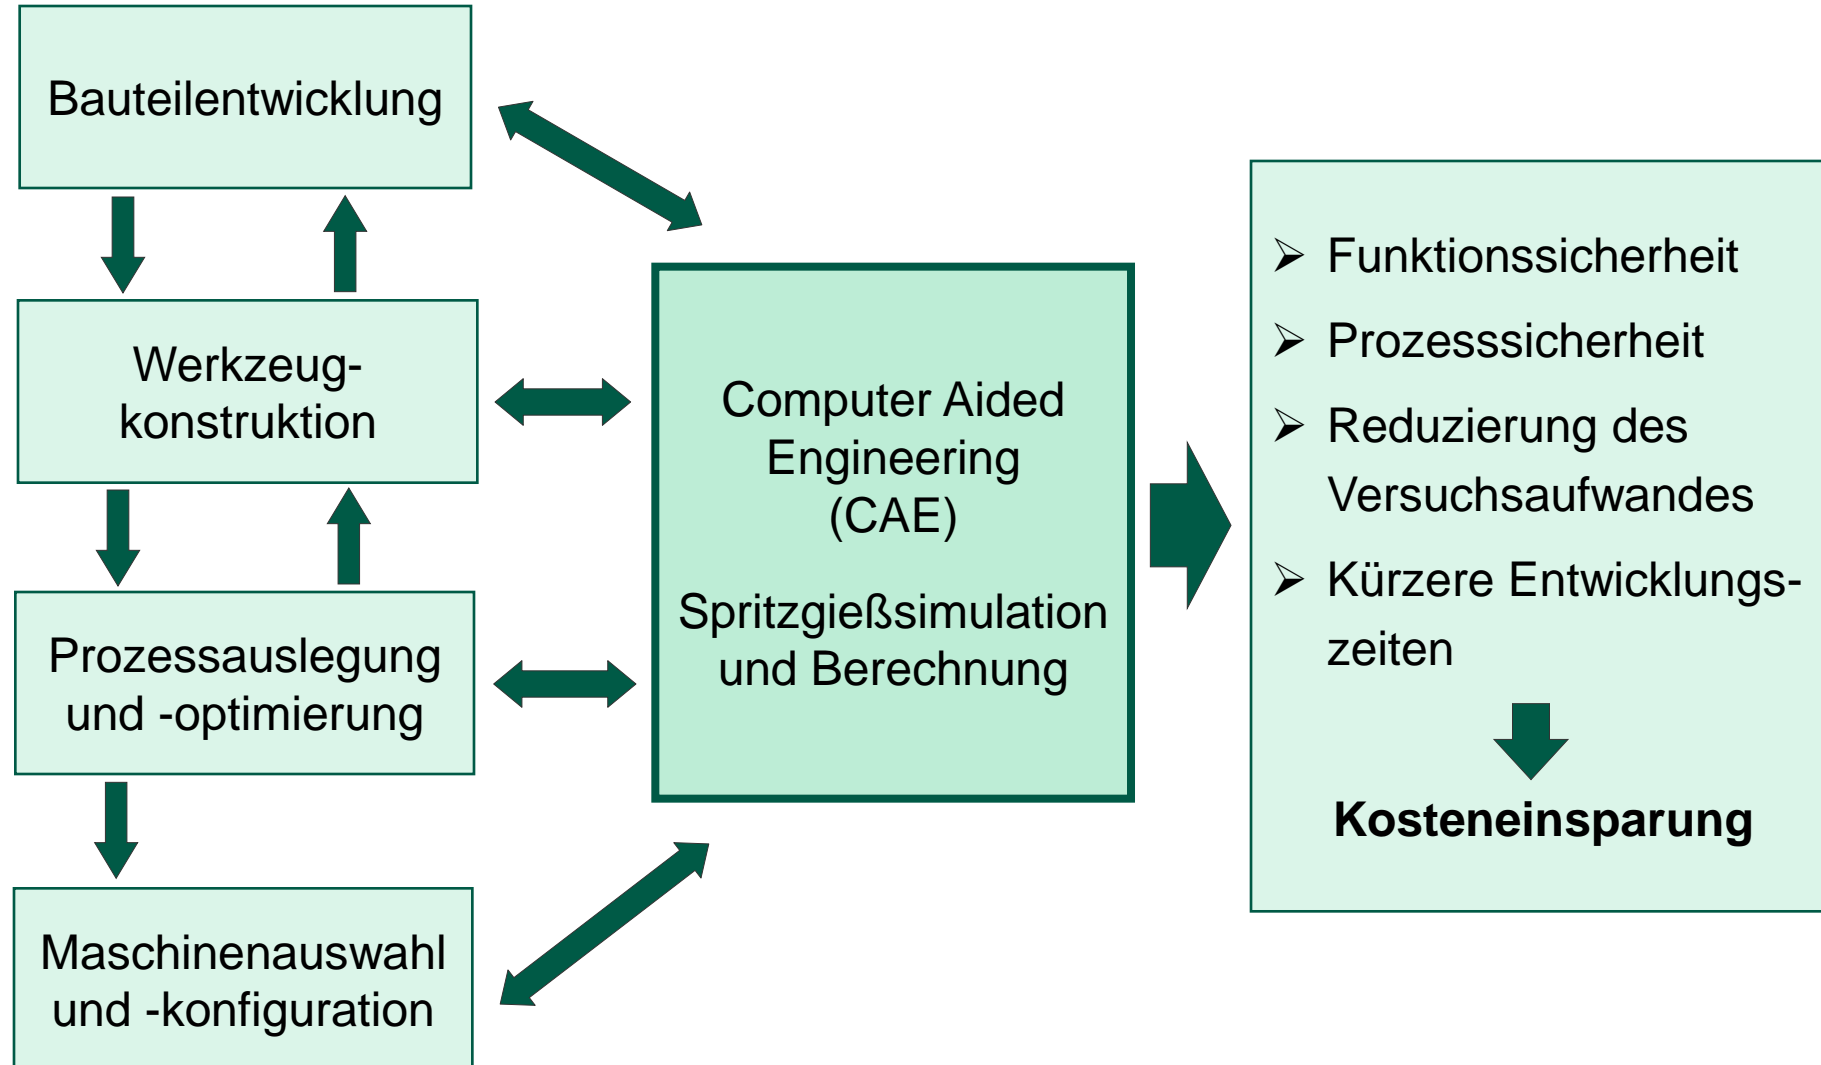 Bauteilentwicklung
Werkzeug-
konstruktion
Prozessauslegung
und -optimierung
Maschinenauswahl
und -konfiguration
Computer Aided
Engineering
(CAE)
Spritzgießsimulation
und Berechnung
➢ Funktionssicherheit
➢ Prozesssicherheit
➢ Reduzierung des
Versuchsaufwandes
➢ Kürzere Entwicklungs-
zeiten
Kosteneinsparung